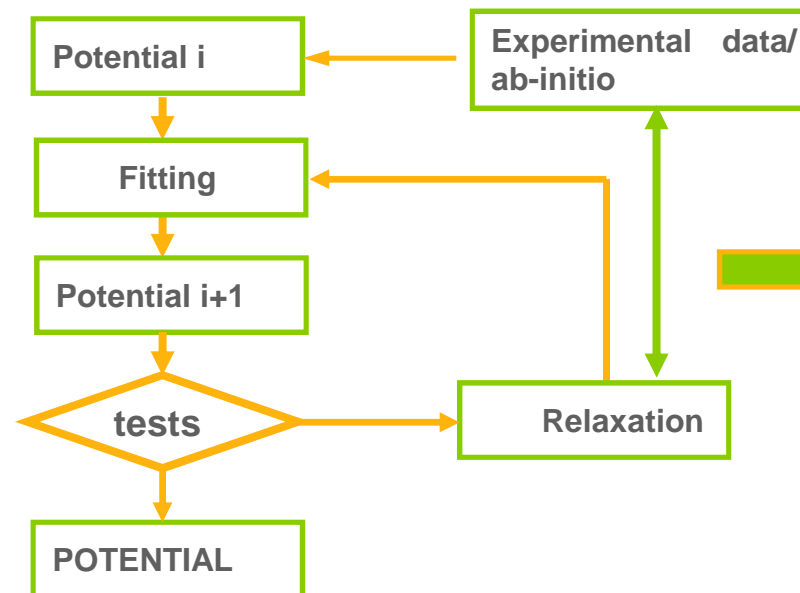 Potential i
Experimental data/
ab-initio
Fitting
Potential i+1
tests
Relaxation
POTENTIAL